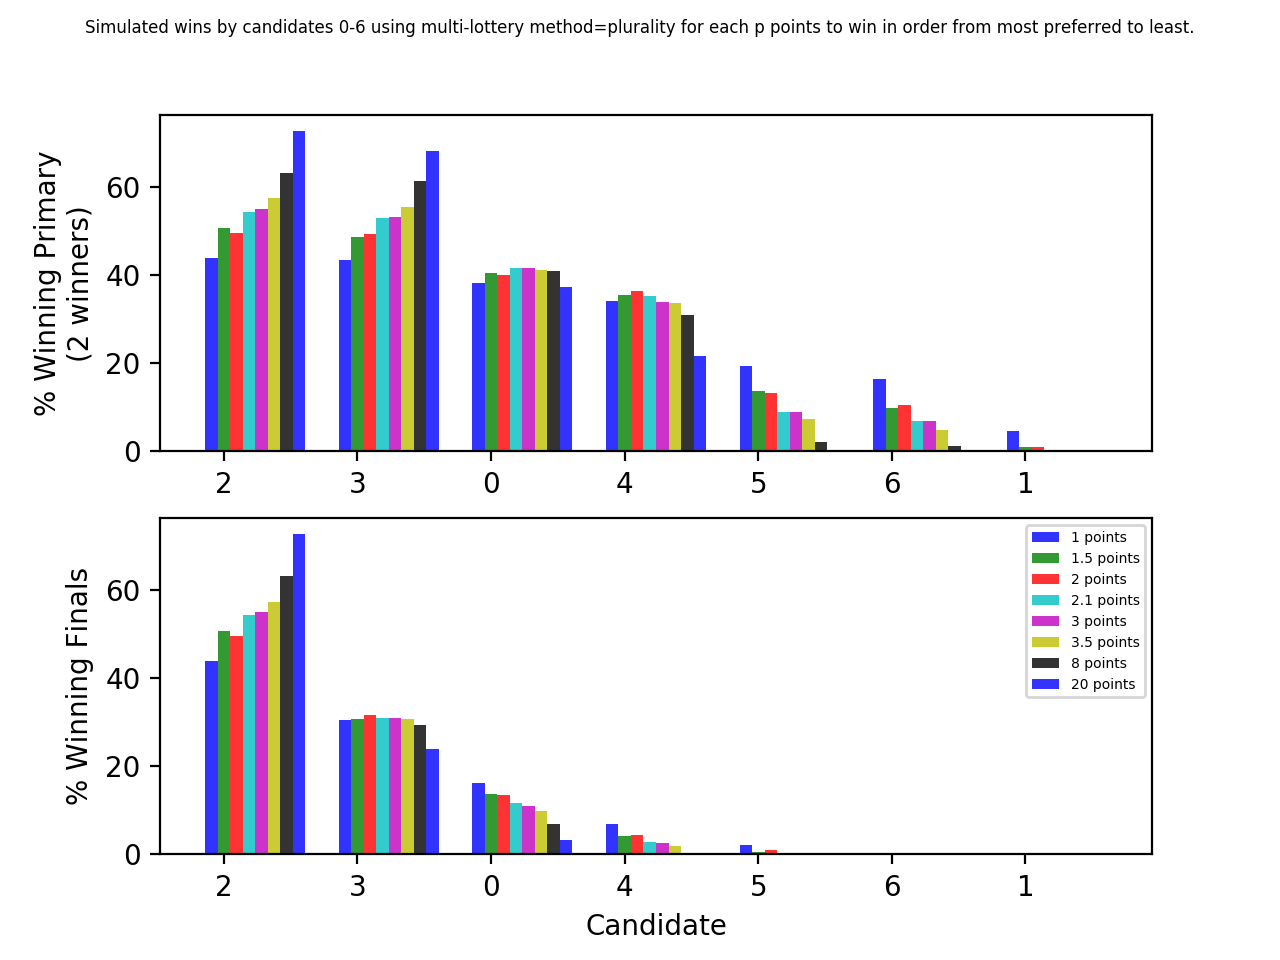 Simulated wins by candidates 0-6 using multi-lottery method=plurality for each p points to win in order from most preferred to least.
% Winning Primary
(2 winners)
60
40
20
0
2 3 0 4 5 6 1
% Winning Finals
60
40
20
0
1 points
1.5 points
2 points
2.1 points
3 points
3.5 points
8 points
20 points
2 3 0 4 5 6 1
Candidate